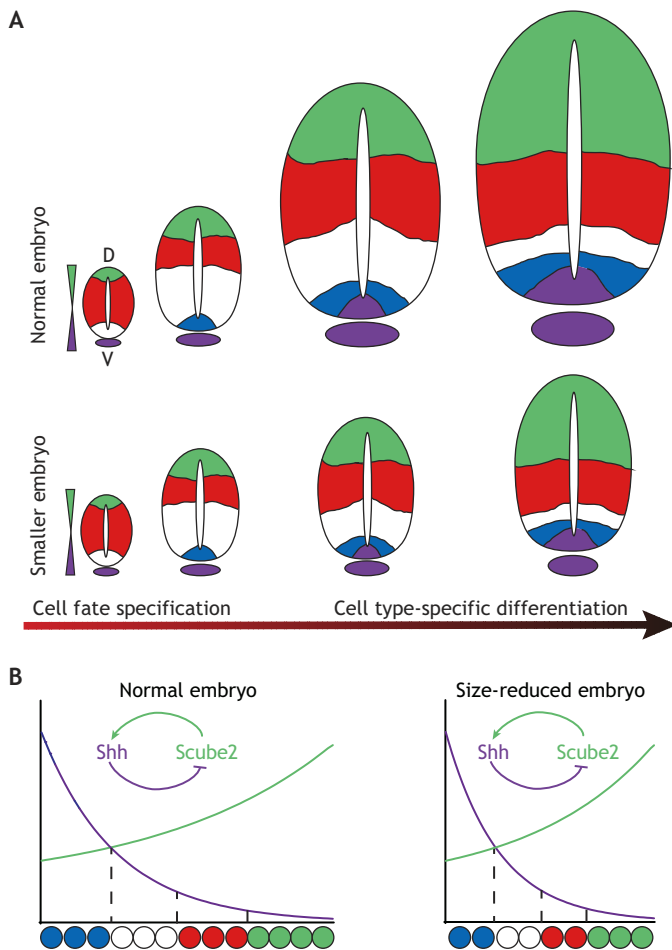 A
Normal embryo
D
V
Smaller embryo
Cell fate specification
Cell type-specific differentiation
B
Normal embryo
Size-reduced embryo
Shh
Scube2
Shh
Scube2